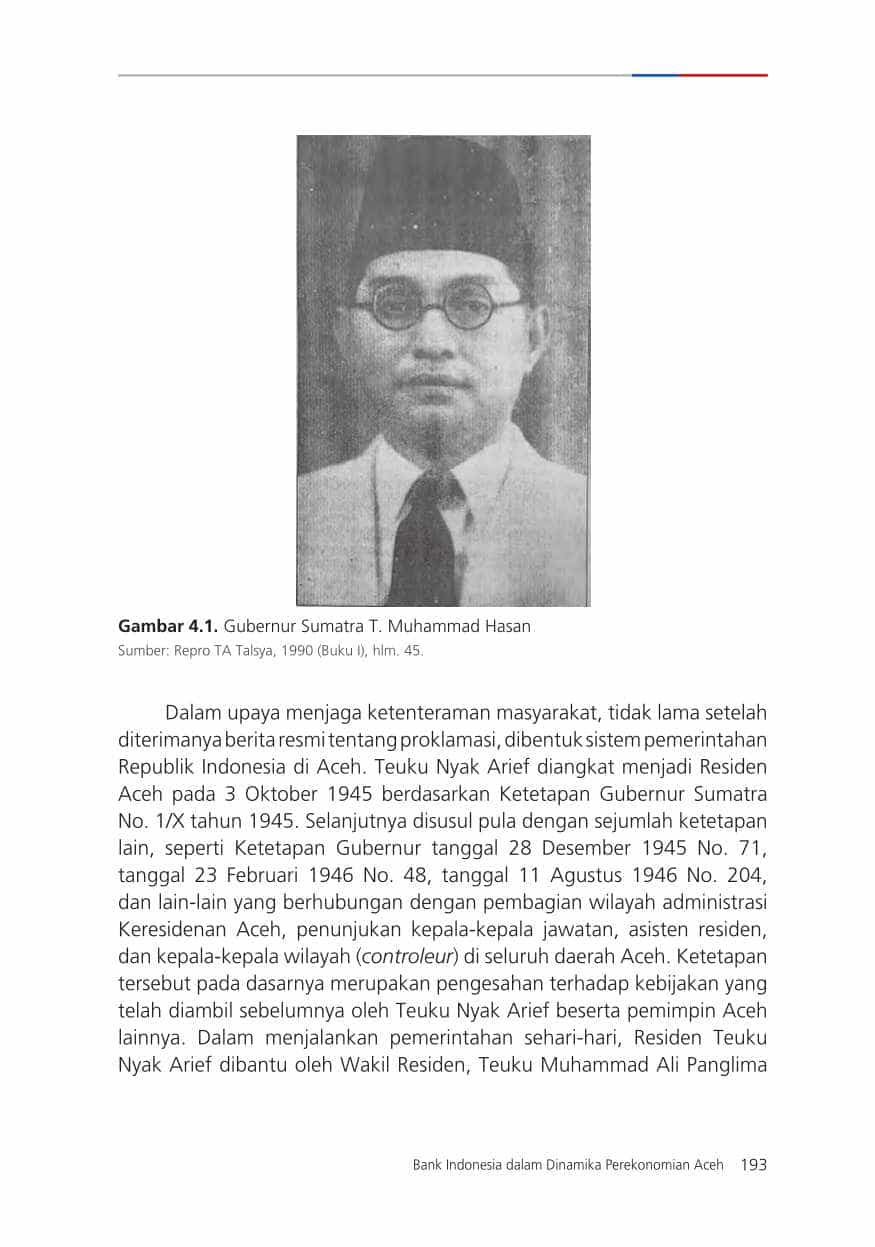 Gambar 4.1. Gubernur Sumatra T. Muhammad Hasan
Sumber: Repro TA Talsya, 1990 (Buku I), hlm. 45.
Dalam upaya menjaga ketenteraman masyarakat, tidak lama setelah
diterimanya berita resmi tentang proklamasi, dibentuk sistem pemerintahan
Republik Indonesia di Aceh. Teuku Nyak Arief diangkat menjadi Residen
Aceh pada 3 Oktober 1945 berdasarkan Ketetapan Gubernur Sumatra
No. 1/X tahun 1945. Selanjutnya disusul pula dengan sejumlah ketetapan
lain, seperti Ketetapan Gubernur tanggal 28 Desember 1945 No. 71,
tanggal 23 Februari 1946 No. 48, tanggal 11 Agustus 1946 No. 204,
dan lain-lain yang berhubungan dengan pembagian wilayah administrasi
Keresidenan Aceh, penunjukan kepala-kepala jawatan, asisten residen,
dan kepala-kepala wilayah (controleur) di seluruh daerah Aceh. Ketetapan
tersebut pada dasarnya merupakan pengesahan terhadap kebijakan yang
telah diambil sebelumnya oleh Teuku Nyak Arief beserta pemimpin Aceh
lainnya. Dalam menjalankan pemerintahan sehari-hari, Residen Teuku
Nyak Arief dibantu oleh Wakil Residen, Teuku Muhammad Ali Panglima
Bank Indonesia dalam Dinamika Perekonomian Aceh 193